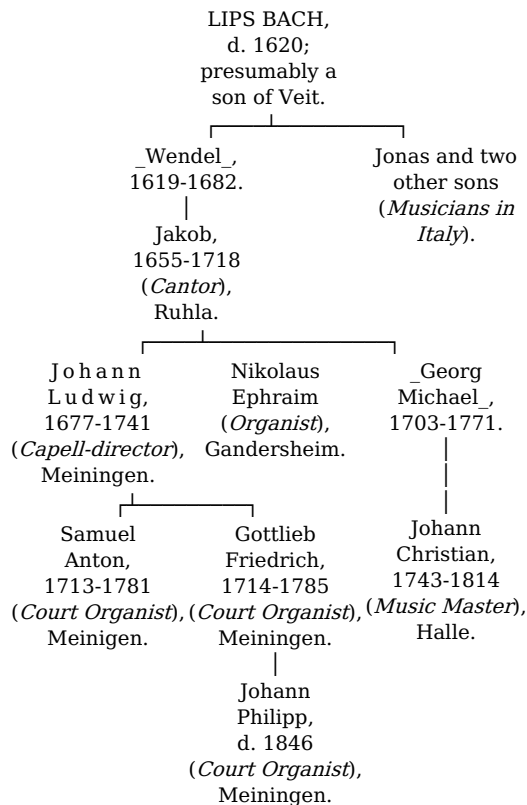 LIPS BACH,
d. 1620;
presumably a
son of Veit.
_Wendel_,
1619-1682.
Jonas and two
other sons
(Musicians in
Italy).
Jakob,
1655-1718
(Cantor),
Ruhla.
Johann
Ludwig,
1677-1741
(Capell-director),
Meiningen.
Nikolaus
Ephraim
(Organist),
Gandersheim.
_Georg
Michael_,
1703-1771.
Samuel
Anton,
1713-1781
(Court Organist),
Meinigen.
Gottlieb
Friedrich,
1714-1785
(Court Organist),
Meiningen.
Johann
Christian,
1743-1814
(Music Master),
Halle.
Johann
Philipp,
d. 1846
(Court Organist),
Meiningen.